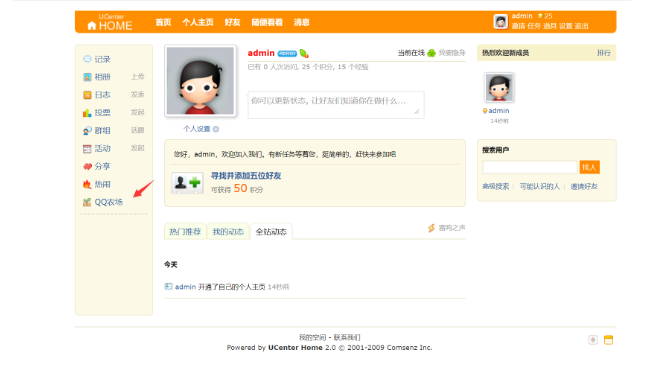 UCenter
HOME
首页 个人主页 好友 随便看看 消息
admin #25
邀请 任务 道具 设置 退出
记录
相册 上传
日志 发表
投票 发起
群组 话题
活动 发起
分享
热闹
QQ农场
admin
当前在线 我要隐身
已有 0 人次访问, 25 个积分, 15 个经验
你可以更新状态, 让好友们知道你在做什么...
个人设置
您好，admin，欢迎加入我们。有新任务等着您，挺简单的，赶快来参加吧
寻找并添加五位好友
可获得 50 积分
热门推荐 我的动态 全站动态
雷鸣之声
今天
admin 开通了自己的个人主页 14秒前
热烈欢迎新成员 排行
admin
14秒前
搜索用户
找人
高级搜索 可能认识的人 邀请好友
我的空间 - 联系我们
Powered by UCenter Home 2.0 © 2001-2009 Comsenz Inc.